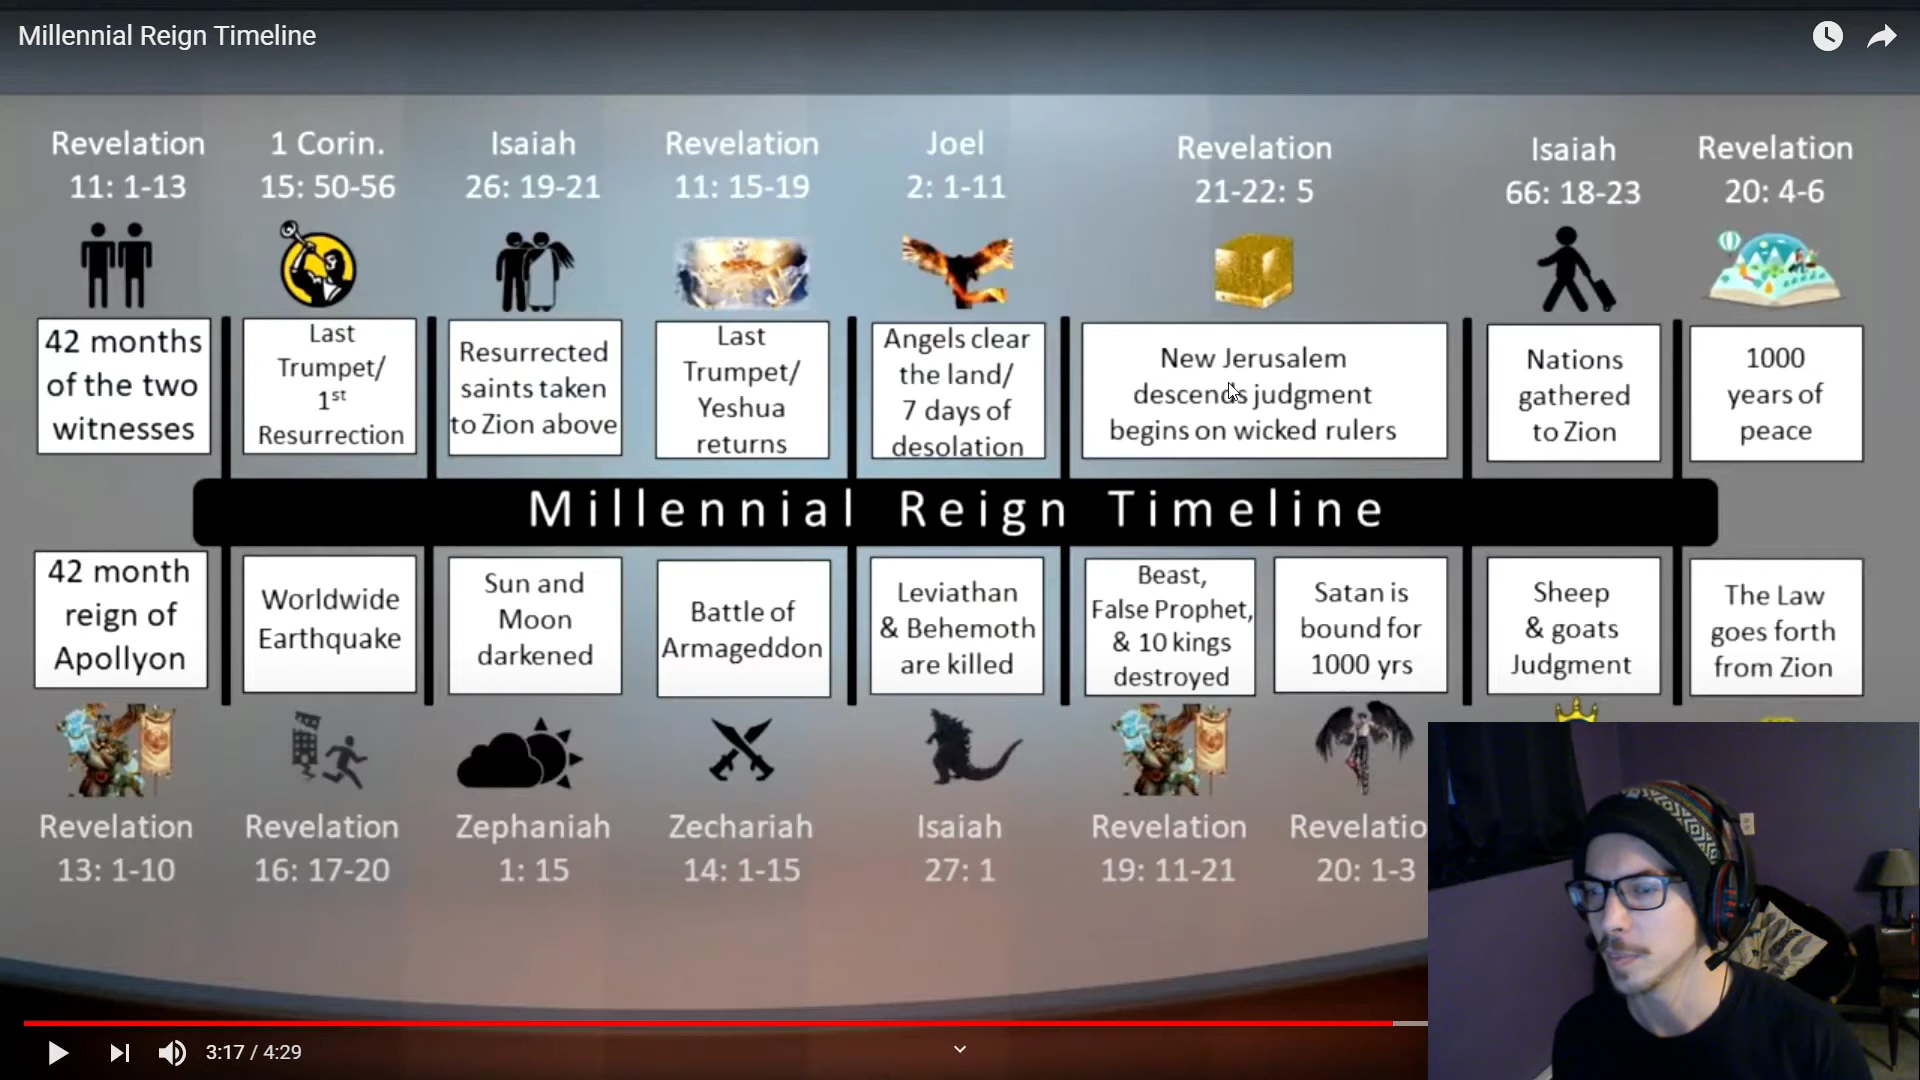 Millennial Reign Timeline
Revelation
11: 1-13
1 Corin.
15: 50-56
Isaiah
26: 19-21
Revelation
11: 15-19
Joel
2: 1-11
Revelation
21-22: 5
Isaiah
66: 18-23
Revelation
20: 4-6
42 months
of the two
witnesses
Last
Trumpet/
1st
Resurrection
Resurrected
saints taken
to Zion above
Last
Trumpet/
Yeshua
returns
Angels clear
the land/
7 days of
desolation
New Jerusalem
descends judgment
begins on wicked rulers
Nations
gathered
to Zion
1000
years of
peace
Millennial Reign Timeline
42 month
reign of
Apollyon
Worldwide
Earthquake
Sun and
Moon
darkened
Battle of
Armageddon
Leviathan
& Behemoth
are killed
Beast,
False Prophet,
& 10 kings
destroyed
Satan is
bound for
1000 yrs
Sheep
& goats
Judgment
The Law
goes forth
from Zion
Revelation
13: 1-10
Revelation
16: 17-20
Zephaniah
1: 15
Zechariah
14: 1-15
Isaiah
27: 1
Revelation
19: 11-21
Revelatio
20: 1-3
3:17 / 4:29